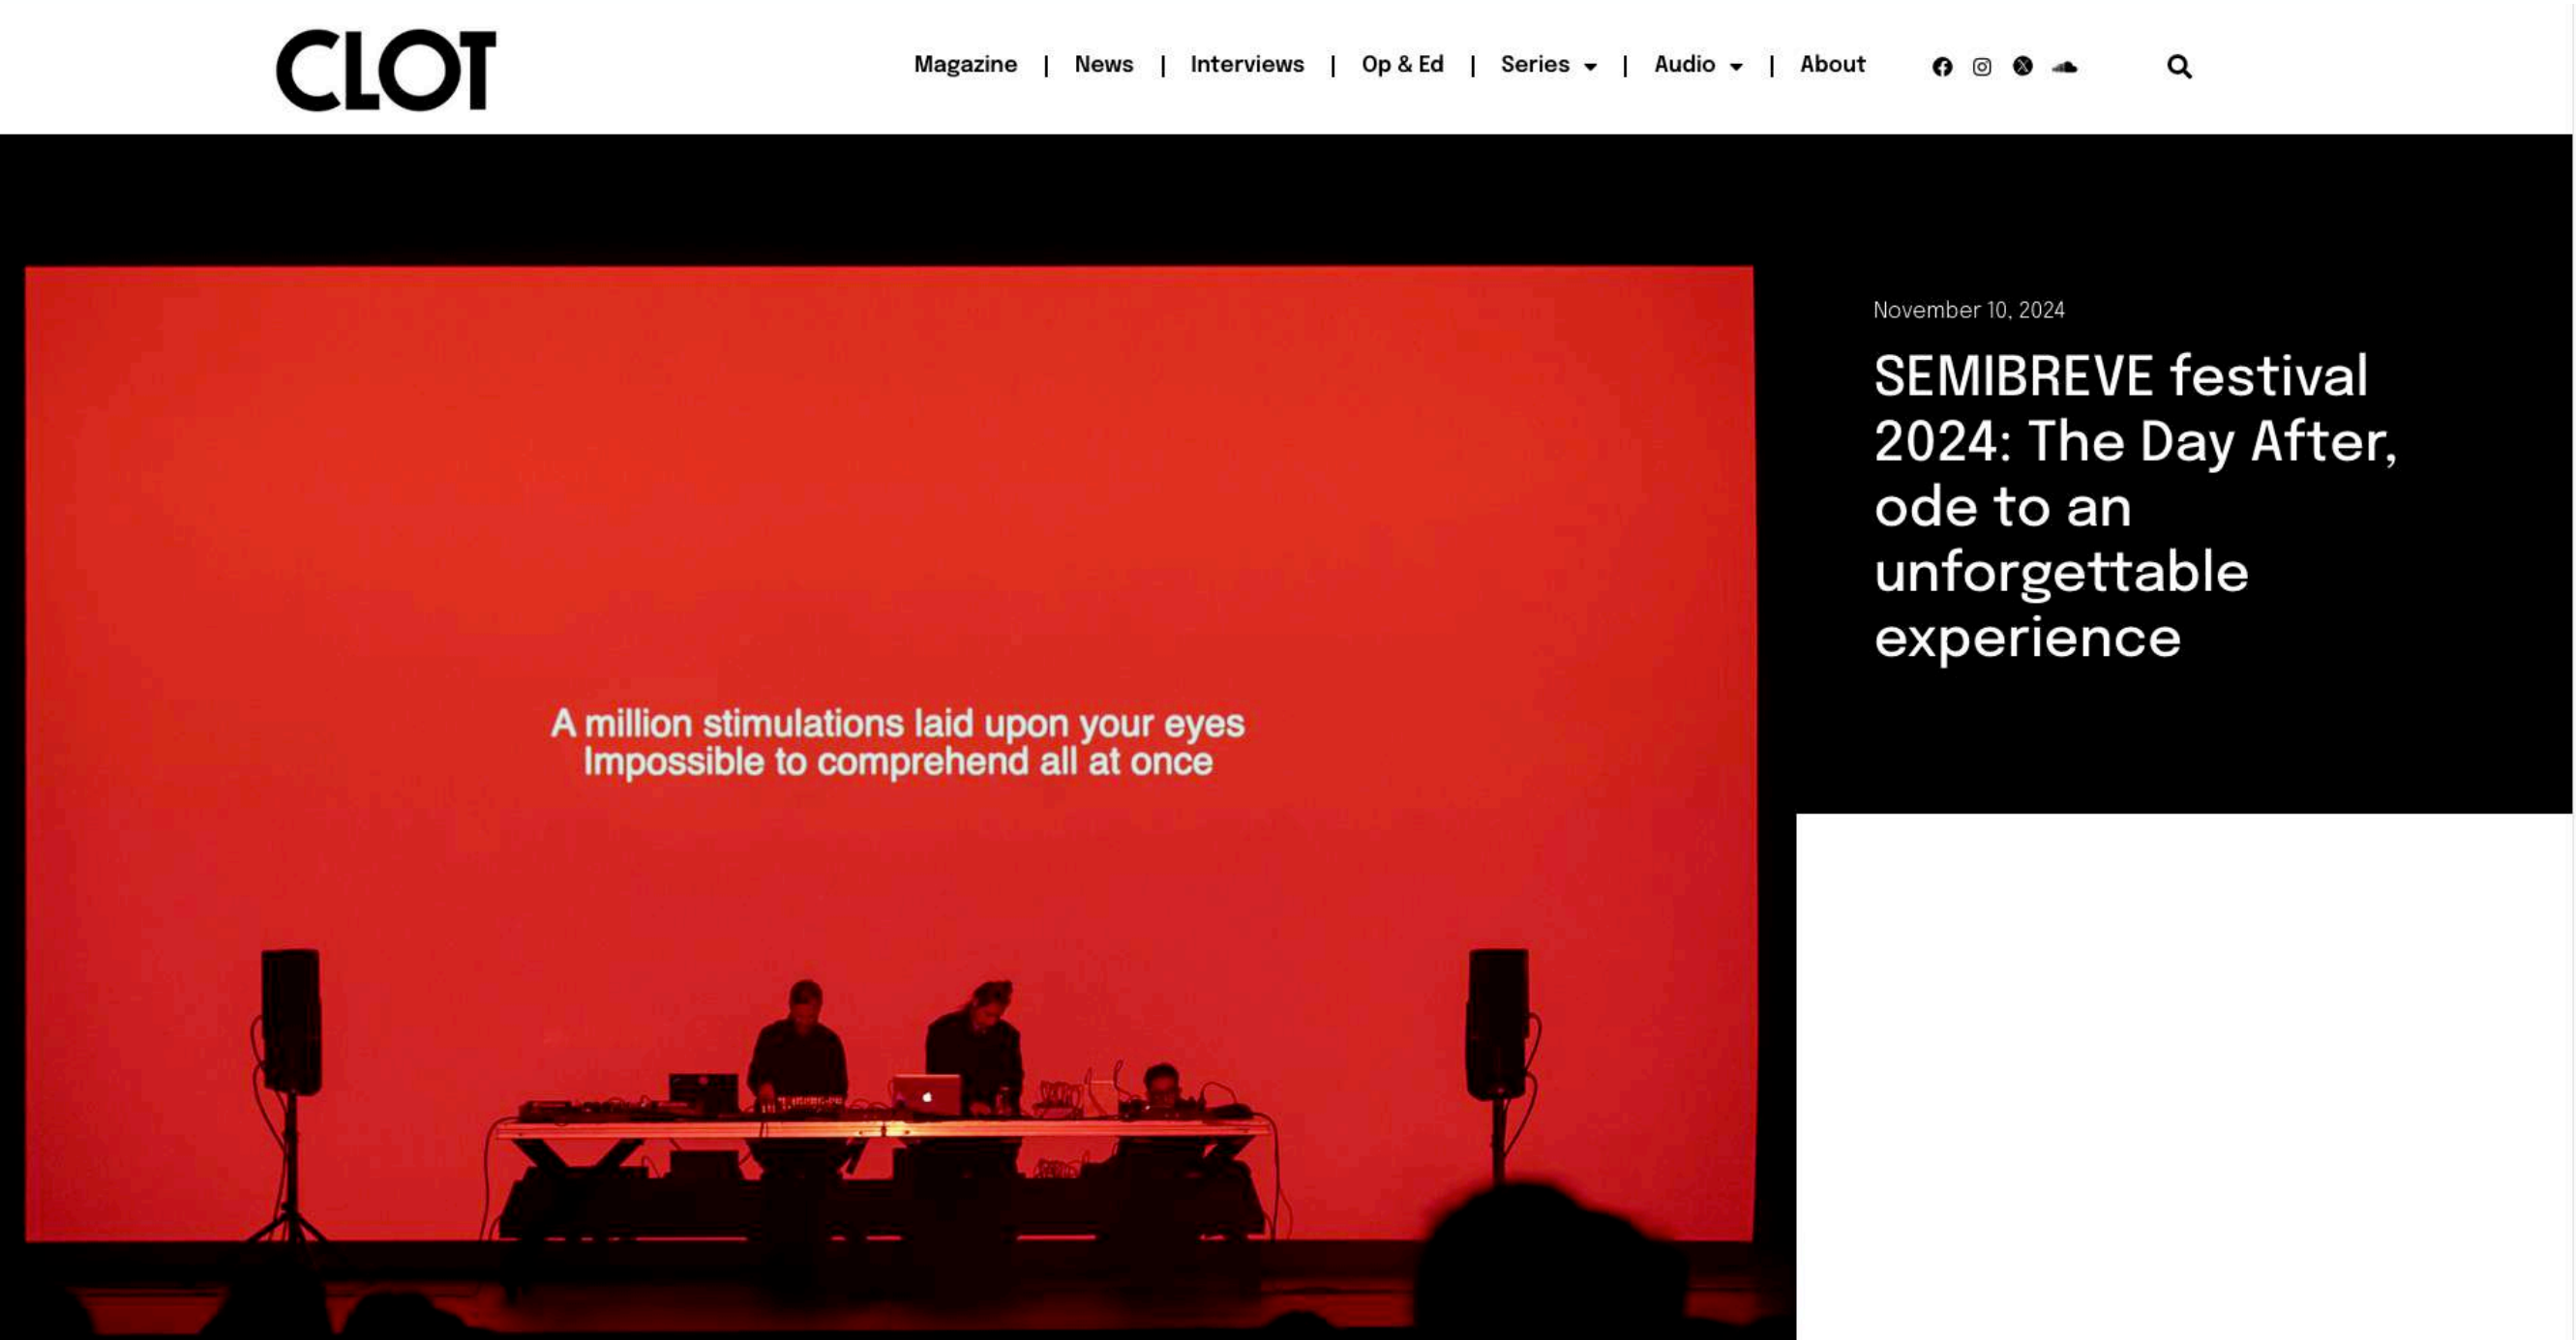 CLOT
Magazine | News | Interviews | Op & Ed | Series | Audio | About
November 10, 2024
SEMIBREVE festival
2024: The Day After,
ode to an
unforgettable
experience
A million stimulations laid upon your eyes
Impossible to comprehend all at once